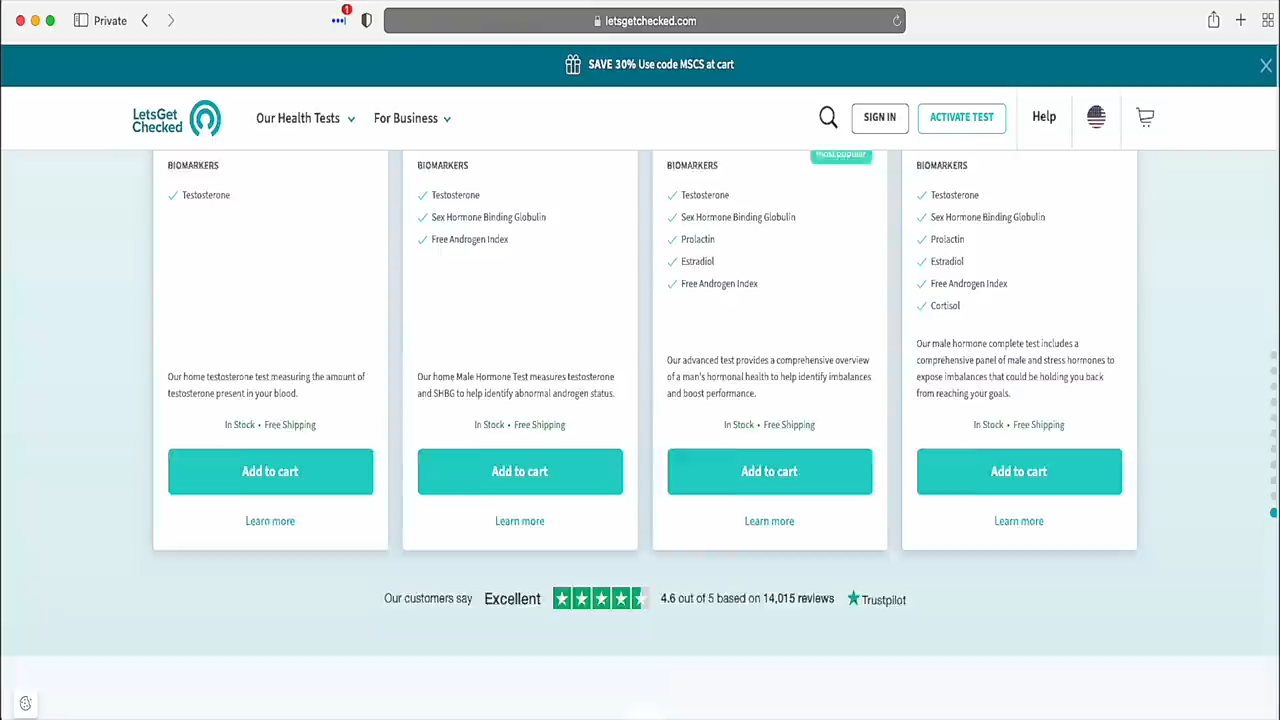 Private
1
letsgetchecked.com
SAVE 30% Use code MSCS at cart
LetsGet
Checked
Our Health Tests
For Business
SIGN IN
ACTIVATE TEST
Help
BIOMARKERS
Testosterone
Our home testosterone test measuring the amount of
testosterone present in your blood.
In Stock • Free Shipping
Add to cart
Learn more
BIOMARKERS
Testosterone
Sex Hormone Binding Globulin
Free Androgen Index
Our home Male Hormone Test measures testosterone
and SHBG to help identify abnormal androgen status.
In Stock • Free Shipping
Add to cart
Learn more
most popular
BIOMARKERS
Testosterone
Sex Hormone Binding Globulin
Prolactin
Estradiol
Free Androgen Index
Our advanced test provides a comprehensive overview
of a man's hormonal health to help identify imbalances
and boost performance.
In Stock • Free Shipping
Add to cart
Learn more
BIOMARKERS
Testosterone
Sex Hormone Binding Globulin
Prolactin
Estradiol
Free Androgen Index
Cortisol
Our male hormone complete test includes a
comprehensive panel of male and stress hormones to
expose imbalances that could be holding you back
from reaching your goals.
In Stock • Free Shipping
Add to cart
Learn more
Our customers say Excellent 4.6 out of 5 based on 14,015 reviews Trustpilot